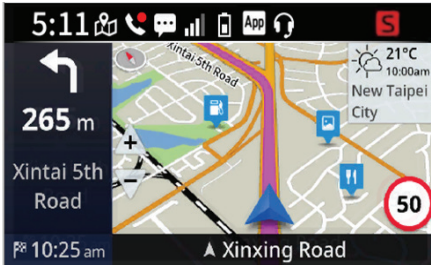 5:11 App S
Xintai 5th Road
21°C
10:00am
New Taipei
City
265 m
+
Xintai 5th
Road
50
10:25 am
Xinxing Road